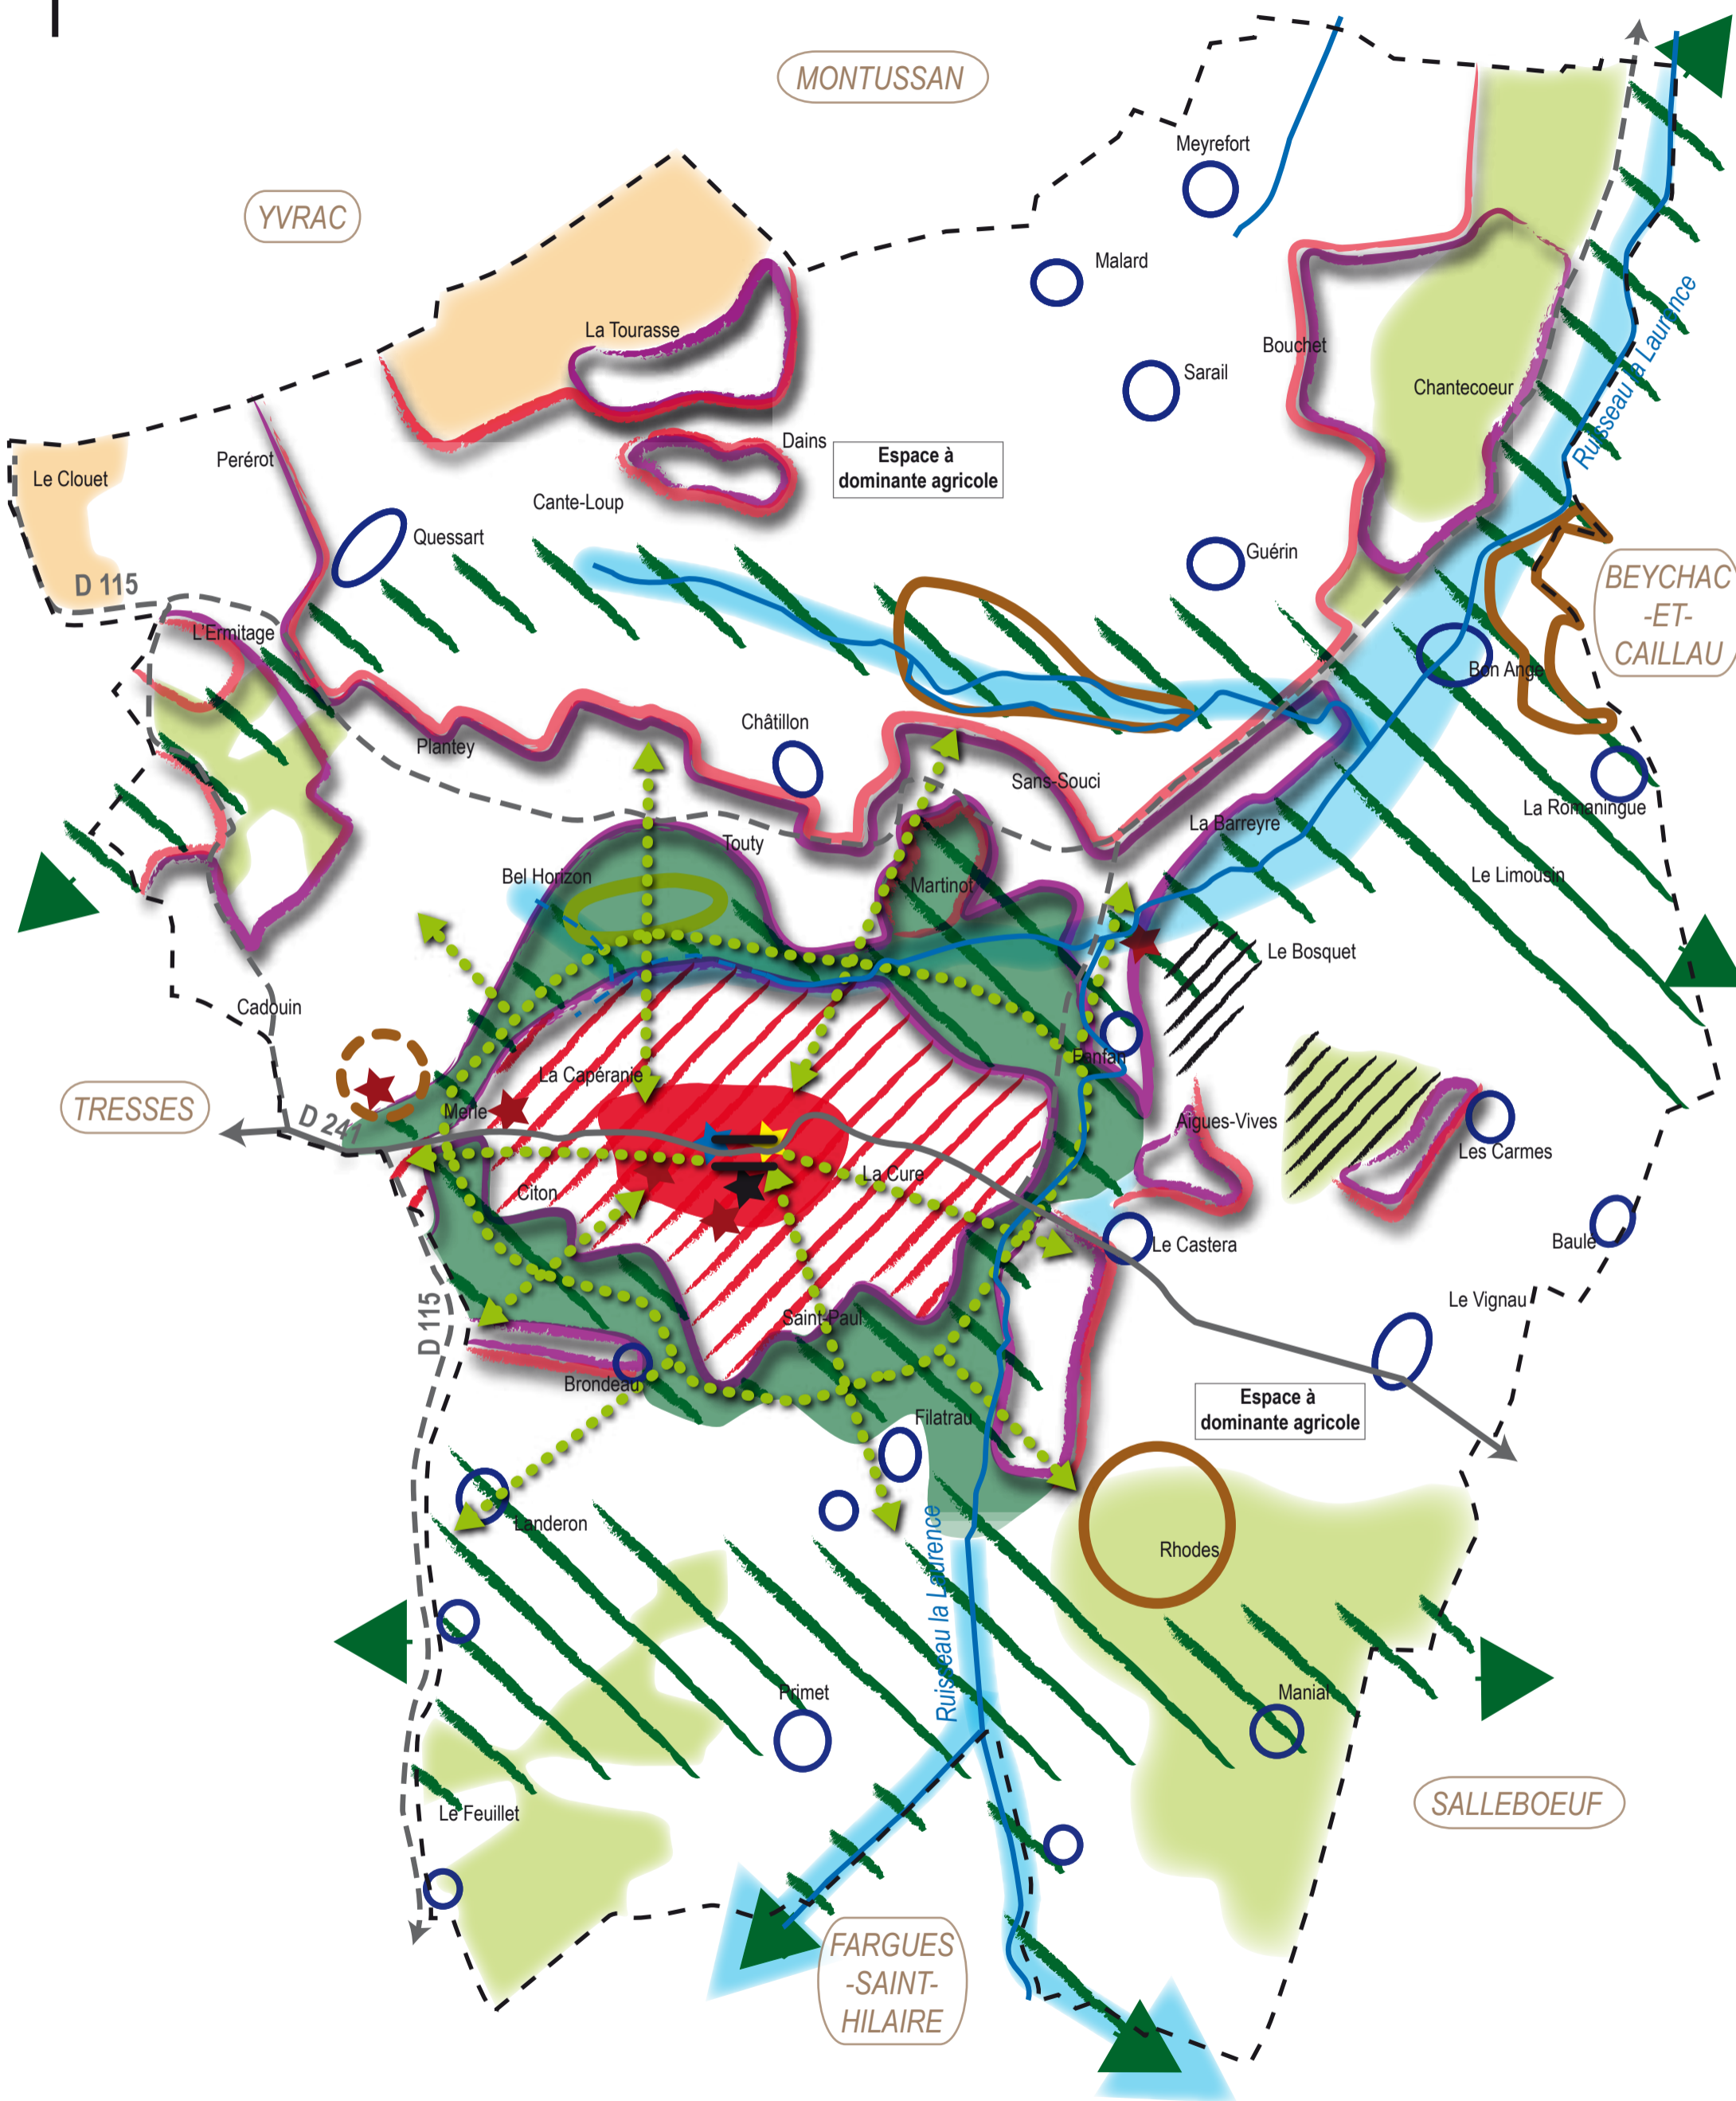 MONTUSSAN
Meyrefort
YVRAC
Malard
La Tourasse
Bouchet
Sarail
Chantecoeur
Ruisseau la Laurence
Perérot
Dains
Espace à
dominante agricole
Le Clouet
Cante-Loup
Quessart
Guérin
D 115
BEYCHAC
-ET-
CAILLAU
L'Ermitage
Bon Ange
Châtillon
Plantey
Sans-Souci
La Romaningue
La Barreyre
Touty
Bel Horizon
Martinot
Le Limousin
Le Bosquet
Cadouin
Fanfan
La Capéranie
TRESSES
D 241
Merle
Aigues-Vives
Les Carmes
La Cure
Citon
Le Castera
Baule
D 115
Le Vignau
Saint-Paul
Brondeau
Espace à
dominante agricole
Filatrau
Landeron
Ruisseau la Laurence
Rhodes
Primet
Manial
Le Feuillet
SALLEBOEUF
FARGUES
-SAINT-
HILAIRE